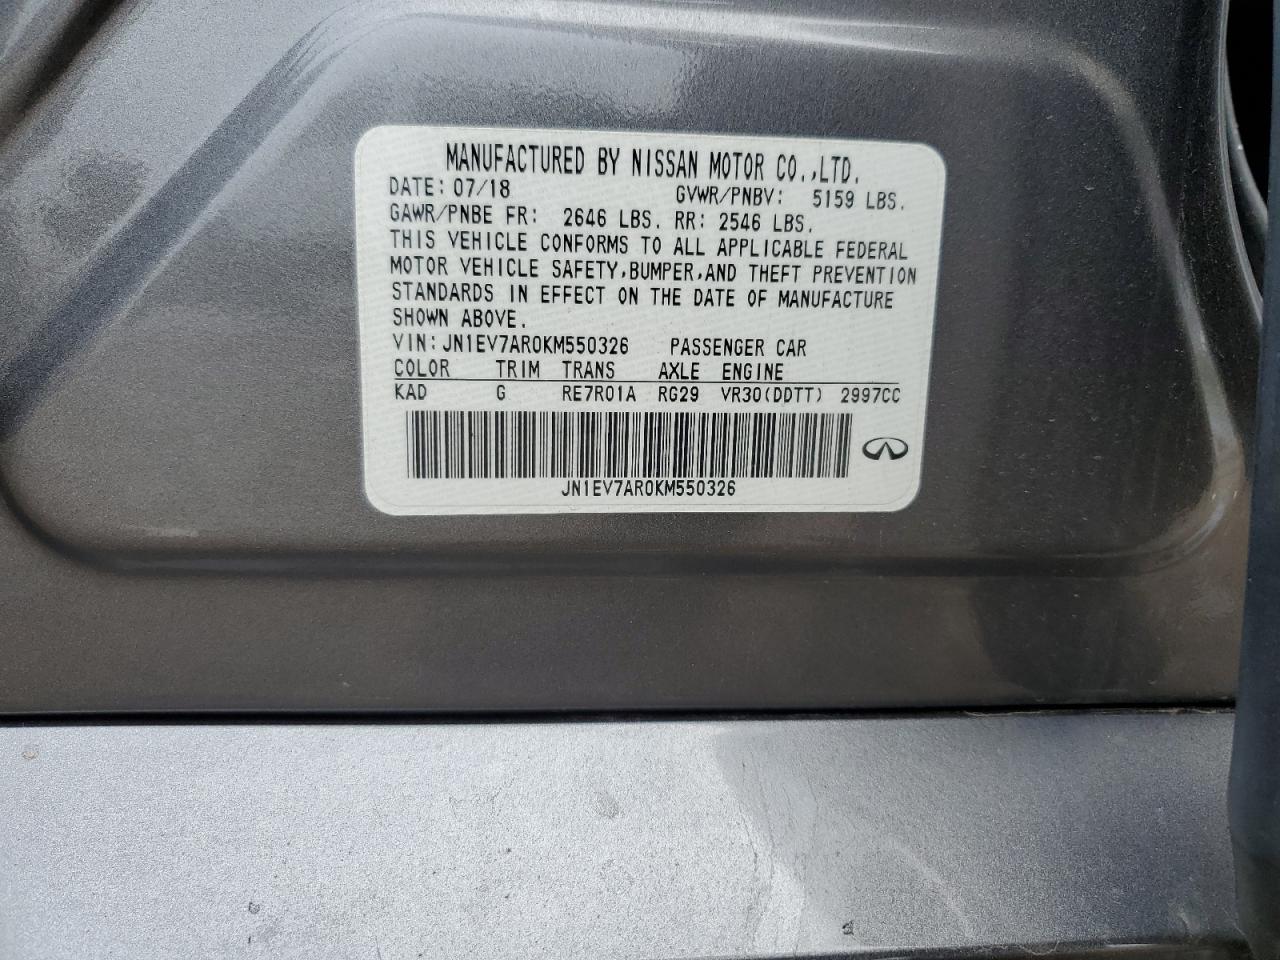 MANUFACTURED BY NISSAN MOTOR CO.,LTD.
DATE: 07/18 GVWR/PNBV: 5159 LBS.
GAWR/PNBE FR: 2646 LBS. RR: 2546 LBS.
THIS VEHICLE CONFORMS TO ALL APPLICABLE FEDERAL
MOTOR VEHICLE SAFETY,BUMPER,AND THEFT PREVENTION
STANDARDS IN EFFECT ON THE DATE OF MANUFACTURE
SHOWN ABOVE.
VIN: JN1EV7AR0KM550326 PASSENGER CAR
COLOR TRIM TRANS AXLE ENGINE
KAD G RE7R01A RG29 VR30(DDTT) 2997CC
JN1EV7AR0KM550326